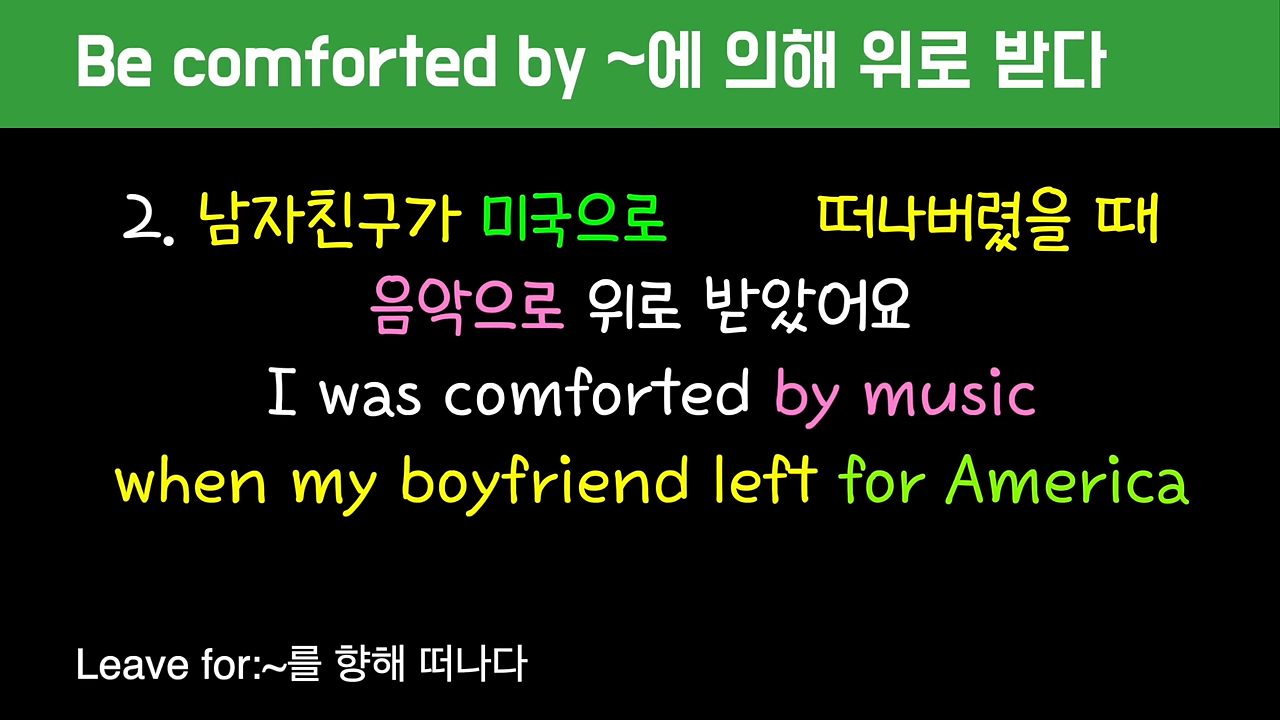 Be comforted by ~에 의해 위로 받다
2. 남자친구가 미국으로 떠나버렸을 때
음악으로 위로 받았어요
I was comforted by music
when my boyfriend left for America
Leave for:~를 향해 떠나다